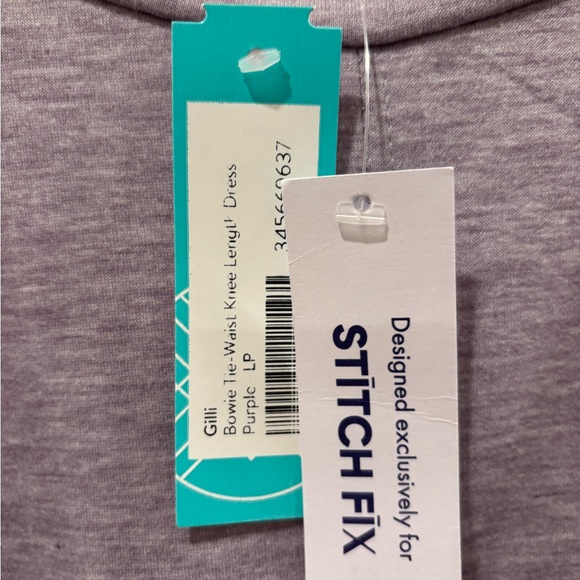 Gilli
Bowie Tie-Waist Knee Length Dress
Purple LP
Designed exclusively for
STITCH FIX